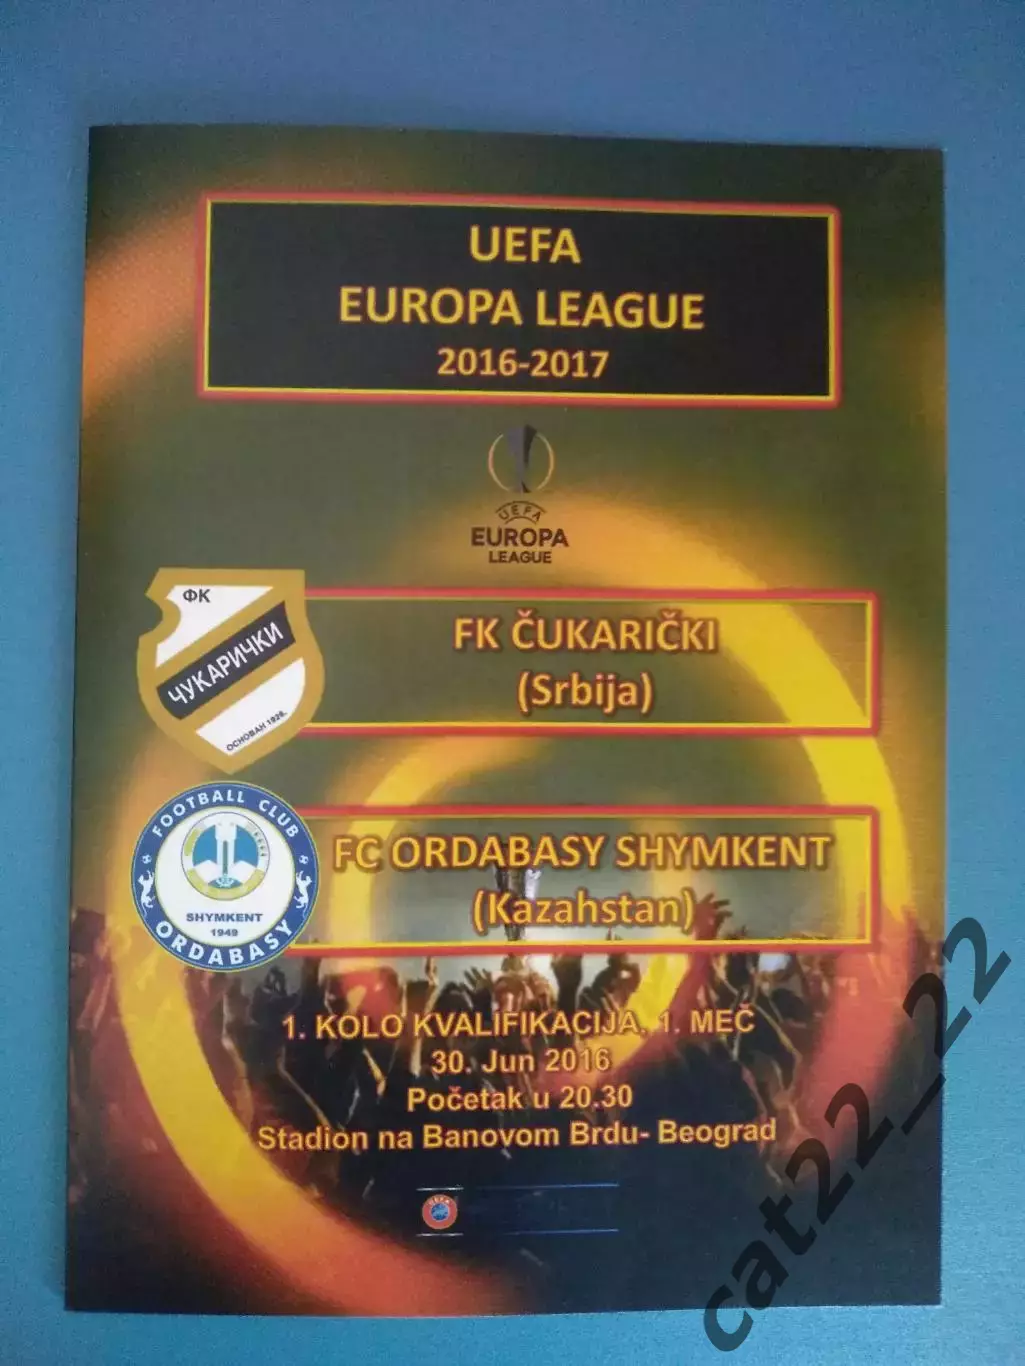 UEFA
EUROPA LEAGUE
2016-2017
UEFA
EUROPA
LEAGUE
ФК
ЧУКАРИЧКИ
ОСНОВАН 1926.
FK ČUKARIČKI
(Srbija)
FOOTBALL CLUB
SHYMKENT
1949
ORDABASY
FC ORDABASY SHYMKENT
(Kazahstan)
1. KOLO KVALIFIKACIJA. 1. MEČ
30. Jun 2016
Početak u 20.30
Stadion na Banovom Brdu- Beograd
UEFA
cat22_22